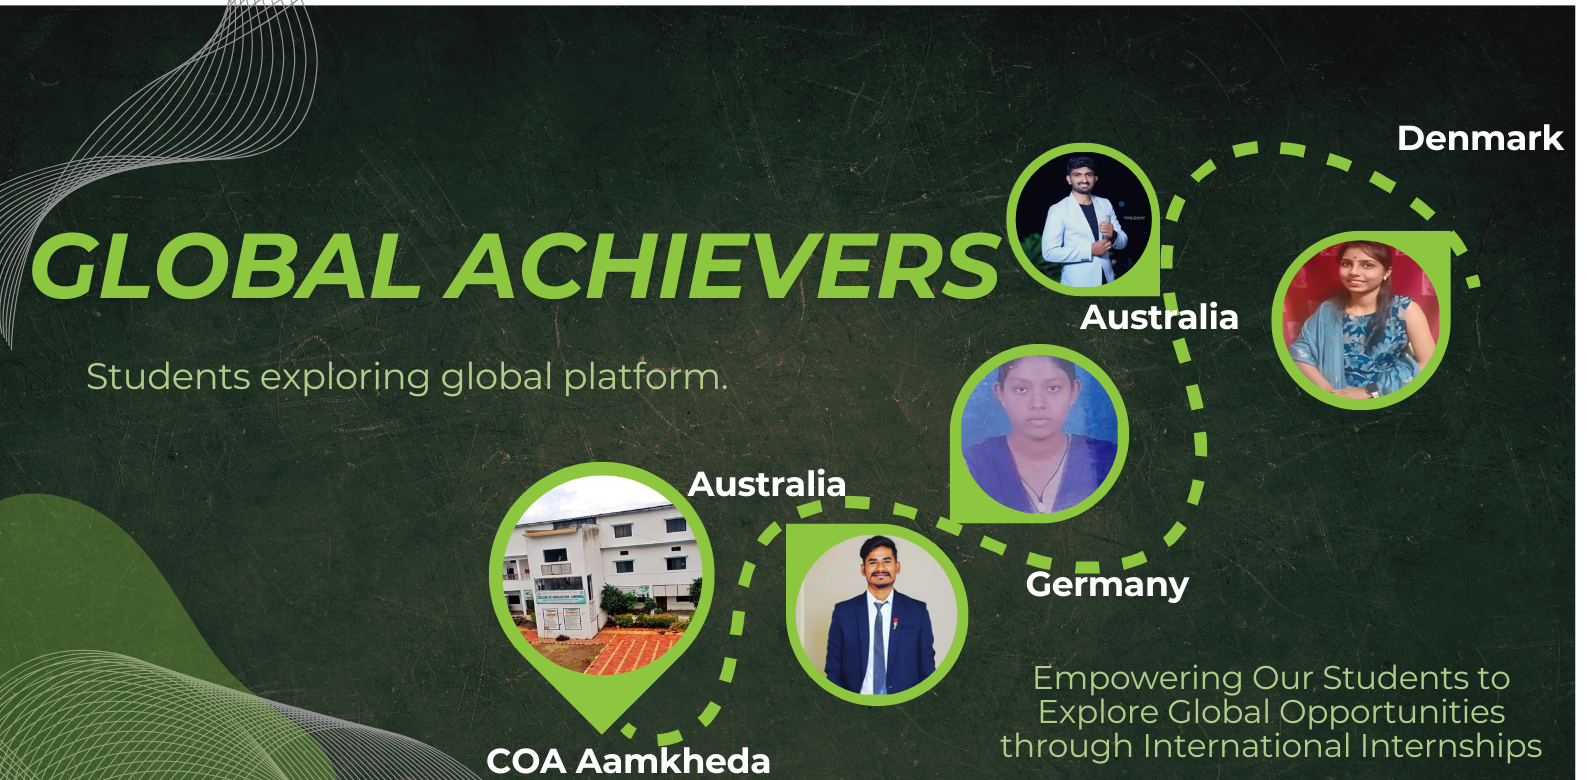 Denmark
GLOBAL ACHIEVERS
Australia
Students exploring global platform.
Australia
Germany
Empowering Our Students to
Explore Global Opportunities
through International Internships
COA Aamkheda